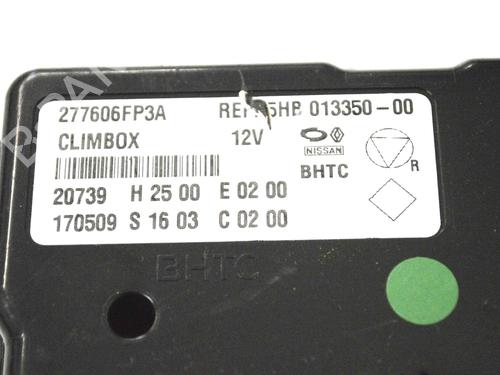 277606FP3A REF. 5HB 013350-00
CLIMBOX 12V
NISSAN
BHTC
R
20739 H 25 00 E 02 00
170509 S 16 03 C 02 00
BHTC